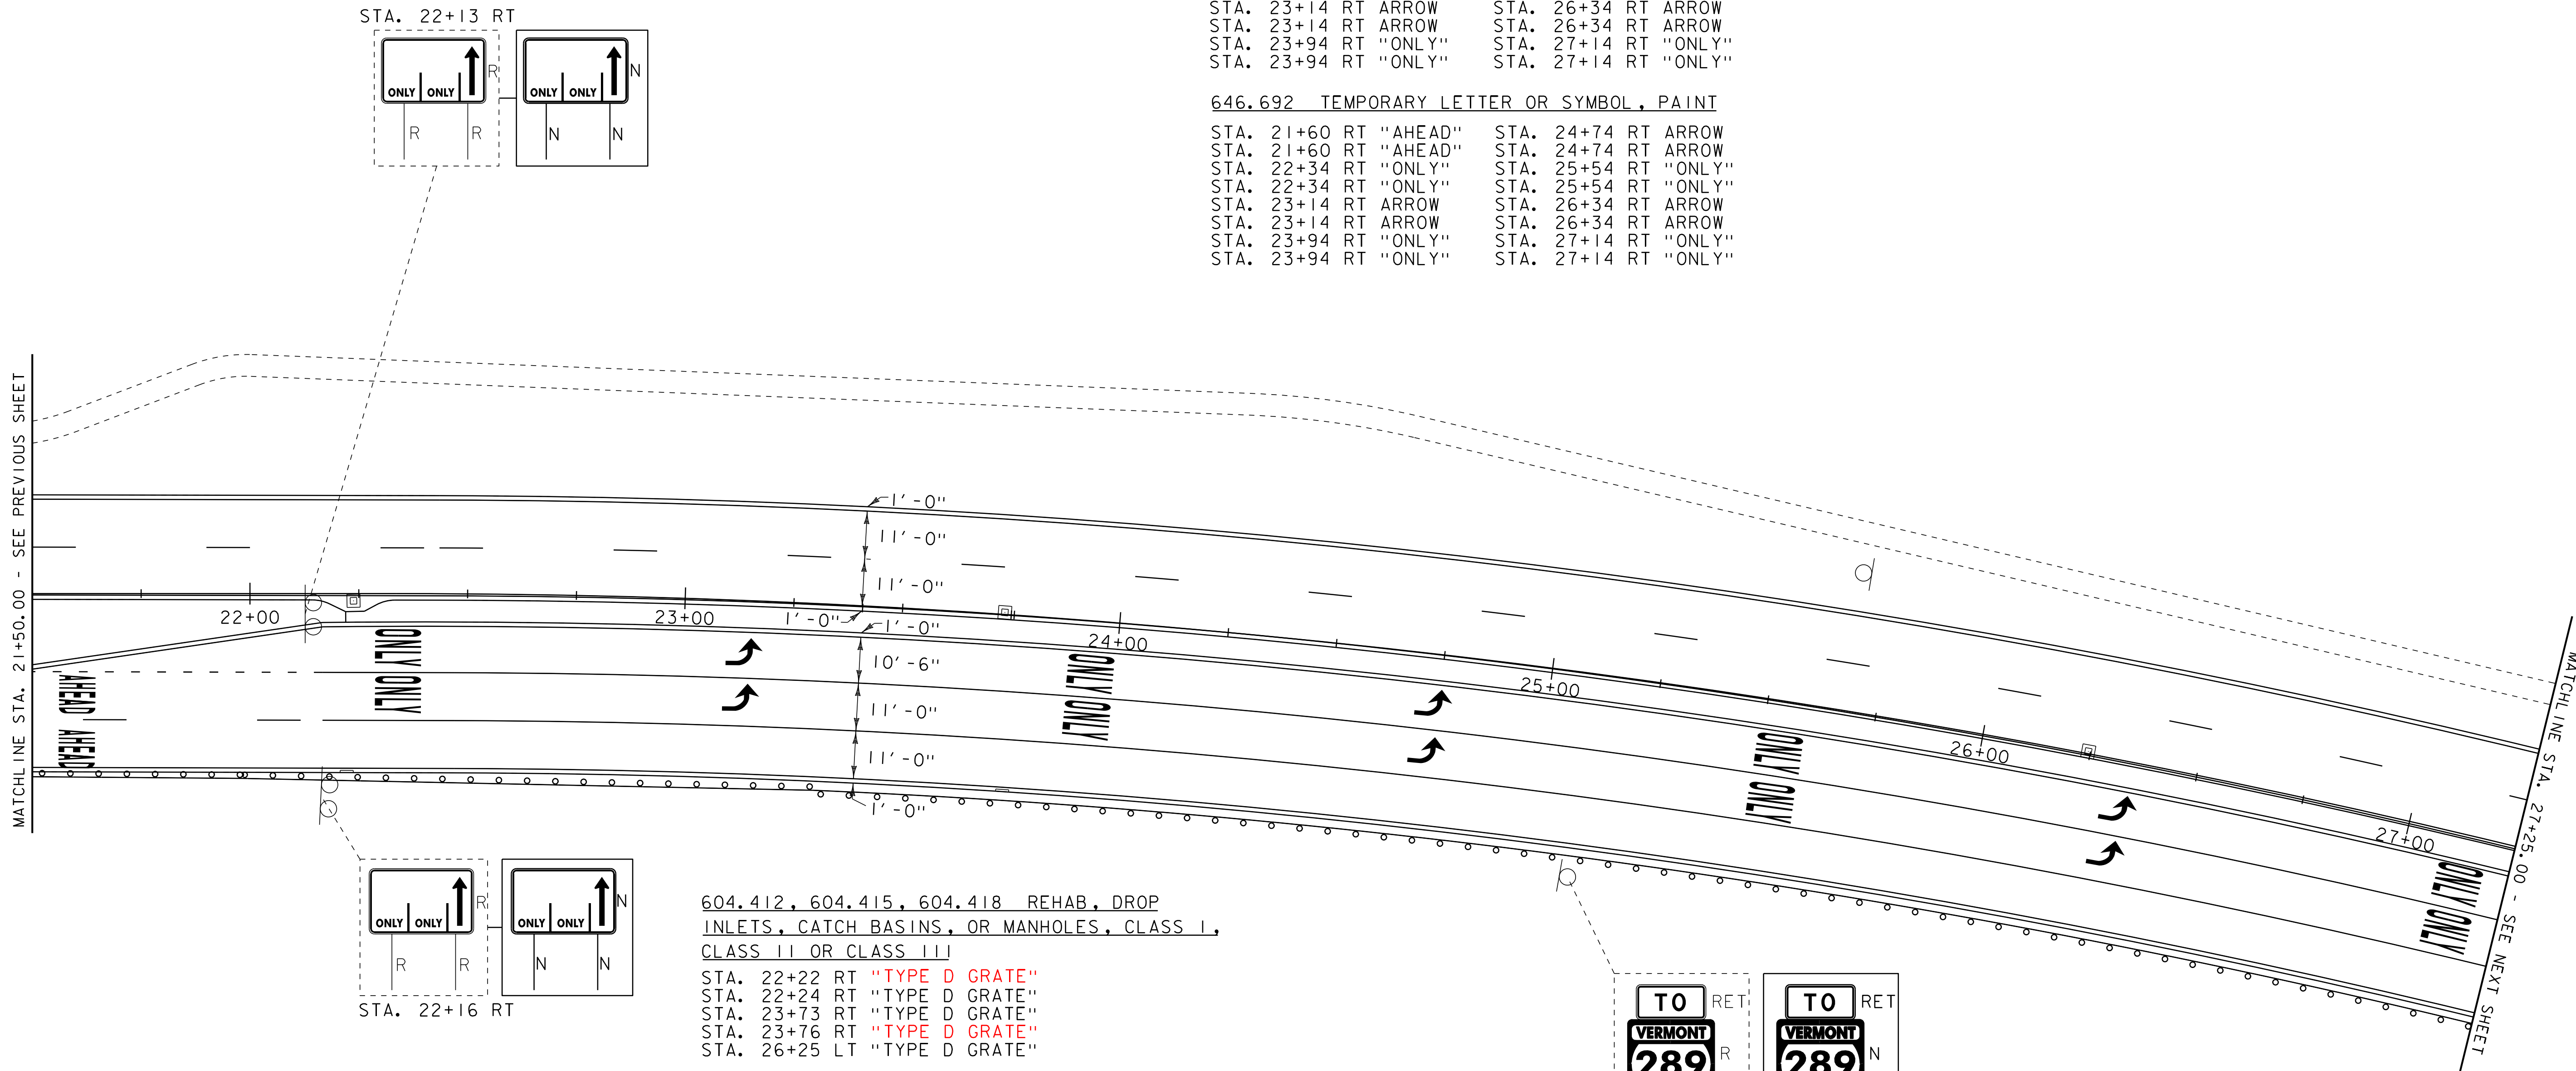 STA. 22+13 RT
ONLY ONLY R
R R
ONLY ONLY N
N N
STA. 23+14 RT ARROW STA. 26+34 RT ARROW
STA. 23+14 RT ARROW STA. 26+34 RT ARROW
STA. 23+94 RT "ONLY" STA. 27+14 RT "ONLY"
STA. 23+94 RT "ONLY" STA. 27+14 RT "ONLY"
646.692 TEMPORARY LETTER OR SYMBOL, PAINT
STA. 21+60 RT "AHEAD" STA. 24+74 RT ARROW
STA. 21+60 RT "AHEAD" STA. 24+74 RT ARROW
STA. 22+34 RT "ONLY" STA. 25+54 RT "ONLY"
STA. 22+34 RT "ONLY" STA. 25+54 RT "ONLY"
STA. 23+14 RT ARROW STA. 26+34 RT ARROW
STA. 23+14 RT ARROW STA. 26+34 RT ARROW
STA. 23+94 RT "ONLY" STA. 27+14 RT "ONLY"
STA. 23+94 RT "ONLY" STA. 27+14 RT "ONLY"
MATCHLINE STA. 21+50.00 - SEE PREVIOUS SHEET
1'-0"
11'-0"
11'-0"
1'-0"
1'-0"
10'-6"
11'-0"
11'-0"
1'-0"
22+00
23+00
24+00
25+00
26+00
27+00
AHEAD
AHEAD
ONLY
ONLY
ONLY
ONLY
ONLY
ONLY
ONLY
ONLY
MATCHLINE STA. 27+25.00 - SEE NEXT SHEET
ONLY ONLY R
R R
ONLY ONLY N
N N
STA. 22+16 RT
604.412, 604.415, 604.418 REHAB, DROP
INLETS, CATCH BASINS, OR MANHOLES, CLASS I,
CLASS II OR CLASS III
STA. 22+22 RT "TYPE D GRATE"
STA. 22+24 RT "TYPE D GRATE"
STA. 23+73 RT "TYPE D GRATE"
STA. 23+76 RT "TYPE D GRATE"
STA. 26+25 LT "TYPE D GRATE"
TO RET
VERMONT
289 R
TO RET
VERMONT
289 N